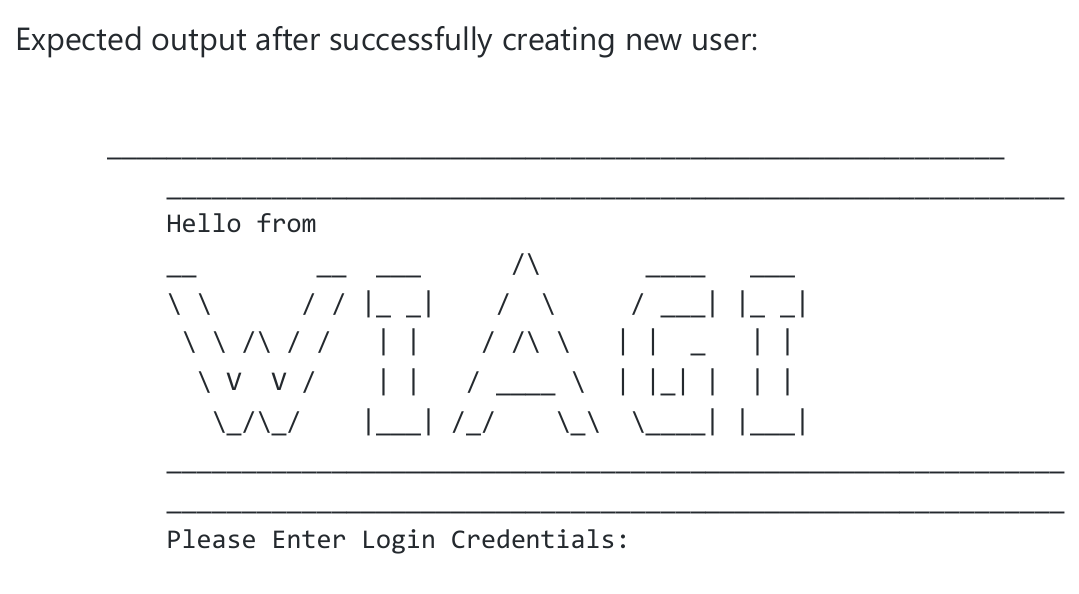 Expected output after successfully creating new user:
____________________________________________________________
    ____________________________________________________________
    Hello from
    __        __  ___      /\       ____   ___
    \ \      / / |_ _|    /  \     / ___| |_ _|
     \ \ /\ / /   | |    / /\ \   | |  _   | |
      \ V  V /    | |   / ____ \  | |_| |  | |
       \_/\_/    |___| /_/    \_\  \____| |___|
    ____________________________________________________________
    ____________________________________________________________
    Please Enter Login Credentials: